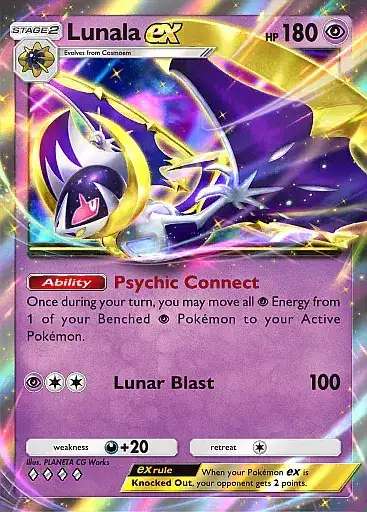 STAGE 2 Lunala ex HP 180
Evolves from Cosmoem
Ability Psychic Connect
Once during your turn, you may move all Energy from
1 of your Benched Pokémon to your Active
Pokémon.
Lunar Blast 100
weakness +20 retreat
Illus. PLANETA CG Works
ex rule When your Pokémon ex is
Knocked Out, your opponent gets 2 points.